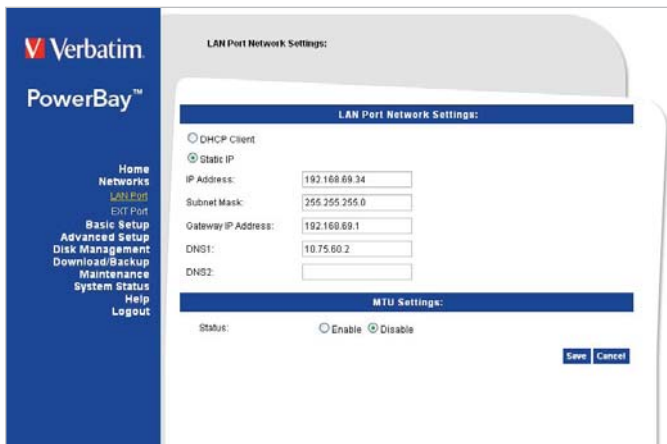 Verbatim.
PowerBay™
Home
Networks
LAN Port
EXT Port
Basic Setup
Advanced Setup
Disk Management
Download/Backup
Maintenance
System Status
Help
Logout
LAN Port Network Settings:
LAN Port Network Settings:
DHCP Client
Static IP
IP Address: 192.168.69.34
Subnet Mask: 255.255.255.0
Gateway IP Address: 192.168.69.1
DNS1: 10.75.60.2
DNS2:
MTU Settings:
Status: Enable Disable
Save Cancel